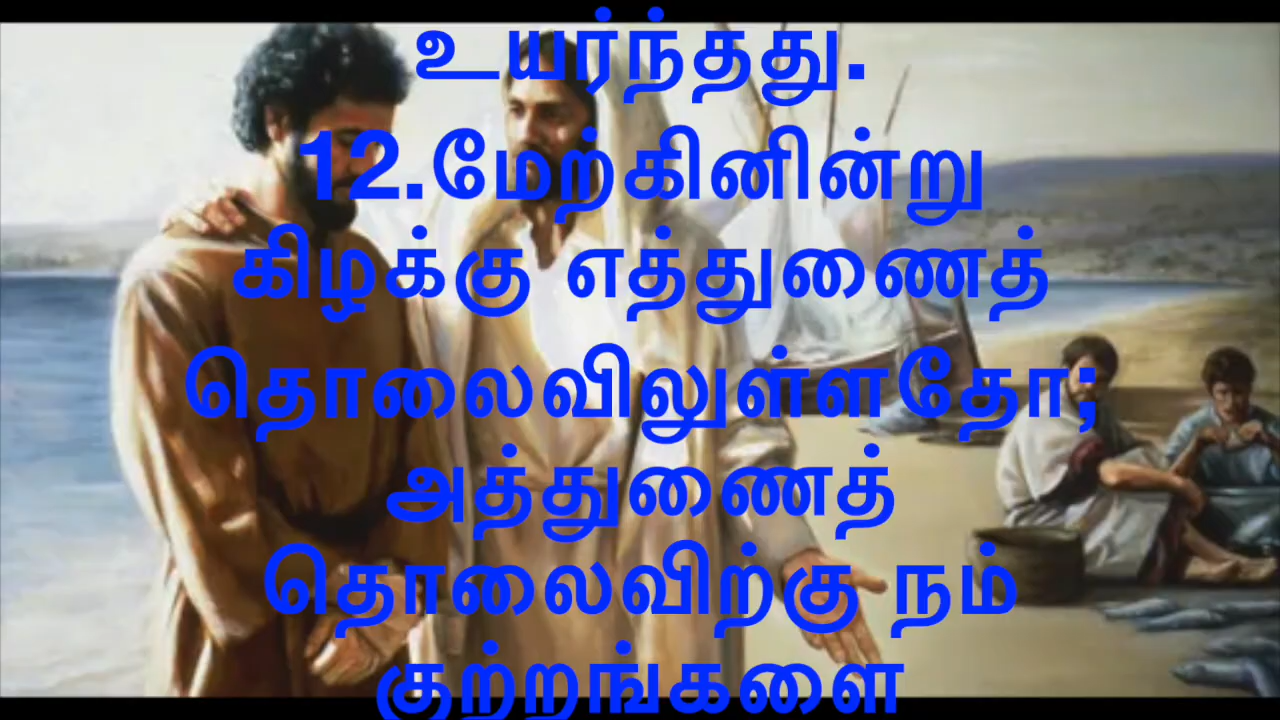 உயர்ந்தது.
12.மேற்கினின்று
கிழக்கு எத்துணைத்
தொலைவிலுள்ளதோ;
அத்துணைத்
தொலைவிற்கு நம்
குற்றங்களை